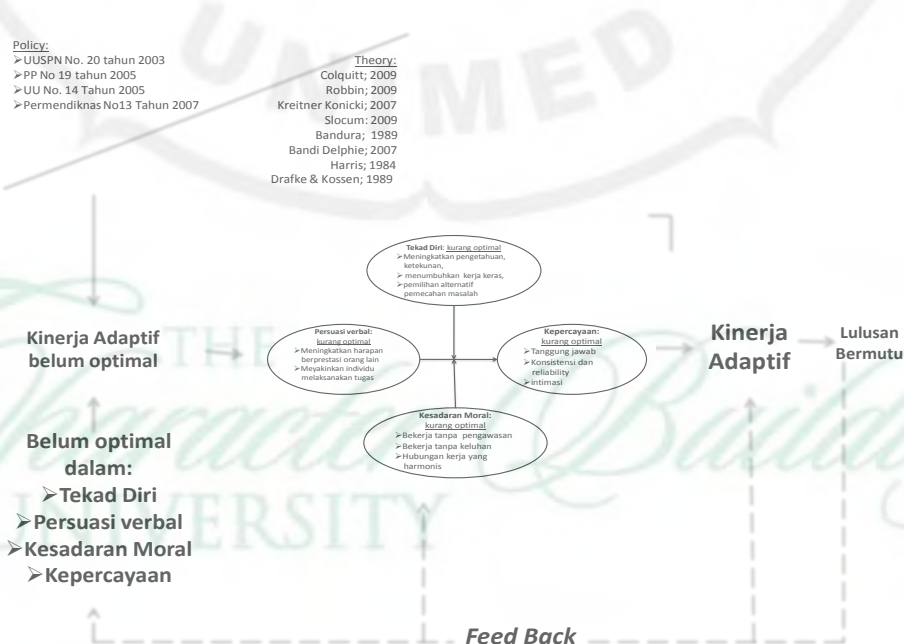 Policy:
➢UUSPN No. 20 tahun 2003
➢PP No 19 tahun 2005
➢UU No. 14 Tahun 2005
➢Permendiknas No13 Tahun 2007
Theory:
Colquitt; 2009
Robbin; 2009
Kreitner Konicki; 2007
Slocum: 2009
Bandura; 1989
Bandi Delphie; 2007
Harris; 1984
Drafke & Kossen; 1989
Tekad Diri: kurang optimal
➢Meningkatkan pengetahuan,
ketekunan,
➢menumbuhkan kerja keras,
➢pemilihan alternatif
pemecahan masalah
Kinerja Adaptif
belum optimal
Persuasi verbal:
kurang optimal
➢Meningkatkan harapan
berprestasi orang lain
➢Meyakinkan individu
melaksanakan tugas
Kepercayaan:
kurang optimal
➢Tanggung jawab
➢Konsistensi dan
reliability
➢intimasi
Kinerja
Adaptif
Lulusan
Bermutu
Kesadaran Moral:
kurang optimal
➢Bekerja tanpa pengawasan
➢Bekerja tanpa keluhan
➢Hubungan kerja yang
harmonis
Belum optimal
dalam:
➢Tekad Diri
➢Persuasi verbal
➢Kesadaran Moral
➢Kepercayaan
Feed Back
UNIMED
THE
UNIVERSITY